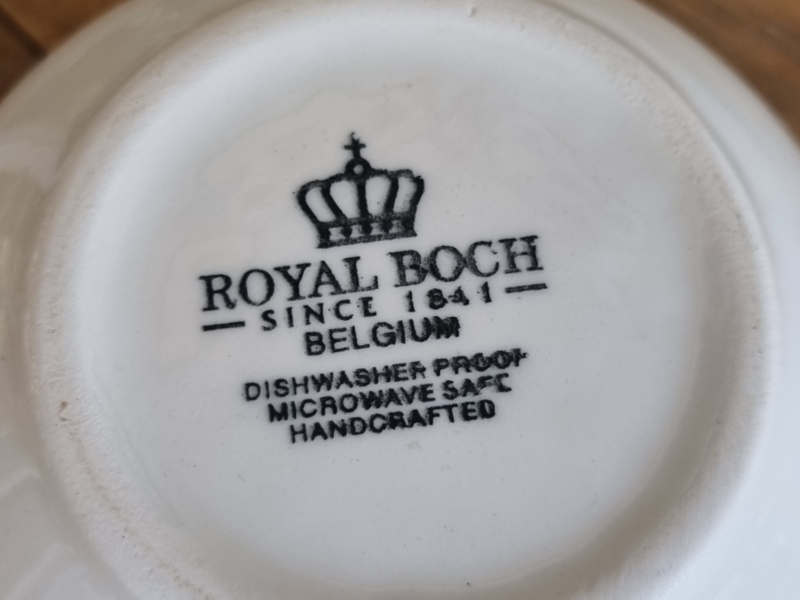 ROYAL BOCH
— SINCE 1841 —
BELGIUM
DISHWASHER PROOF
MICROWAVE SAFE
HANDCRAFTED